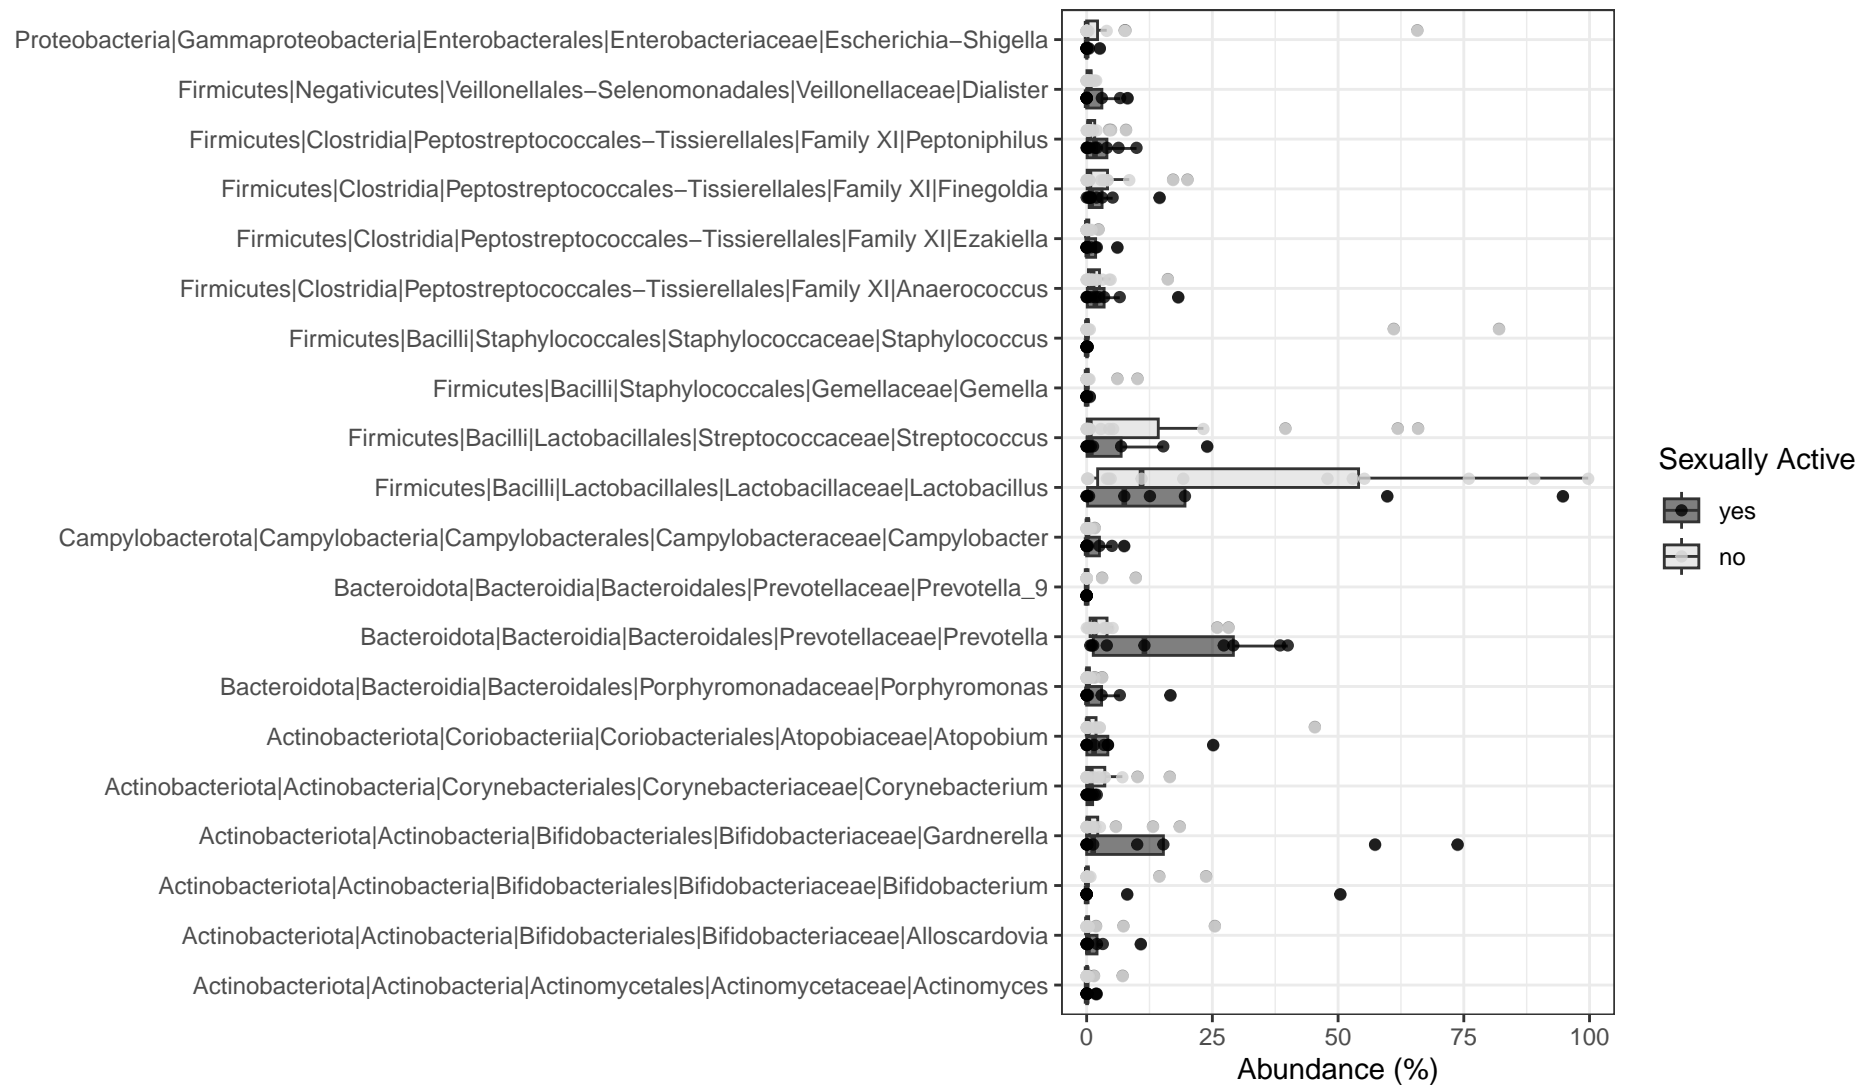 Proteobacteria|Gammaproteobacteria|Enterobacterales|Enterobacteriaceae|Escherichia−Shigella
Firmicutes|Negativicutes|Veillonellales−Selenomonadales|Veillonellaceae|Dialister
Firmicutes|Clostridia|Peptostreptococcales−Tissierellales|Family XI|Peptoniphilus
Firmicutes|Clostridia|Peptostreptococcales−Tissierellales|Family XI|Finegoldia
Firmicutes|Clostridia|Peptostreptococcales−Tissierellales|Family XI|Ezakiella
Firmicutes|Clostridia|Peptostreptococcales−Tissierellales|Family XI|Anaerococcus
Firmicutes|Bacilli|Staphylococcales|Staphylococcaceae|Staphylococcus
Firmicutes|Bacilli|Staphylococcales|Gemellaceae|Gemella
Firmicutes|Bacilli|Lactobacillales|Streptococcaceae|Streptococcus
Firmicutes|Bacilli|Lactobacillales|Lactobacillaceae|Lactobacillus
Campylobacterota|Campylobacteria|Campylobacterales|Campylobacteraceae|Campylobacter
Bacteroidota|Bacteroidia|Bacteroidales|Prevotellaceae|Prevotella_9
Bacteroidota|Bacteroidia|Bacteroidales|Prevotellaceae|Prevotella
Bacteroidota|Bacteroidia|Bacteroidales|Porphyromonadaceae|Porphyromonas
Actinobacteriota|Coriobacteriia|Coriobacteriales|Atopobiaceae|Atopobium
Actinobacteriota|Actinobacteria|Corynebacteriales|Corynebacteriaceae|Corynebacterium
Actinobacteriota|Actinobacteria|Bifidobacteriales|Bifidobacteriaceae|Gardnerella
Actinobacteriota|Actinobacteria|Bifidobacteriales|Bifidobacteriaceae|Bifidobacterium
Actinobacteriota|Actinobacteria|Bifidobacteriales|Bifidobacteriaceae|Alloscardovia
Actinobacteriota|Actinobacteria|Actinomycetales|Actinomycetaceae|Actinomyces
0 25 50 75 100
Abundance (%)
Sexually Active
yes
no